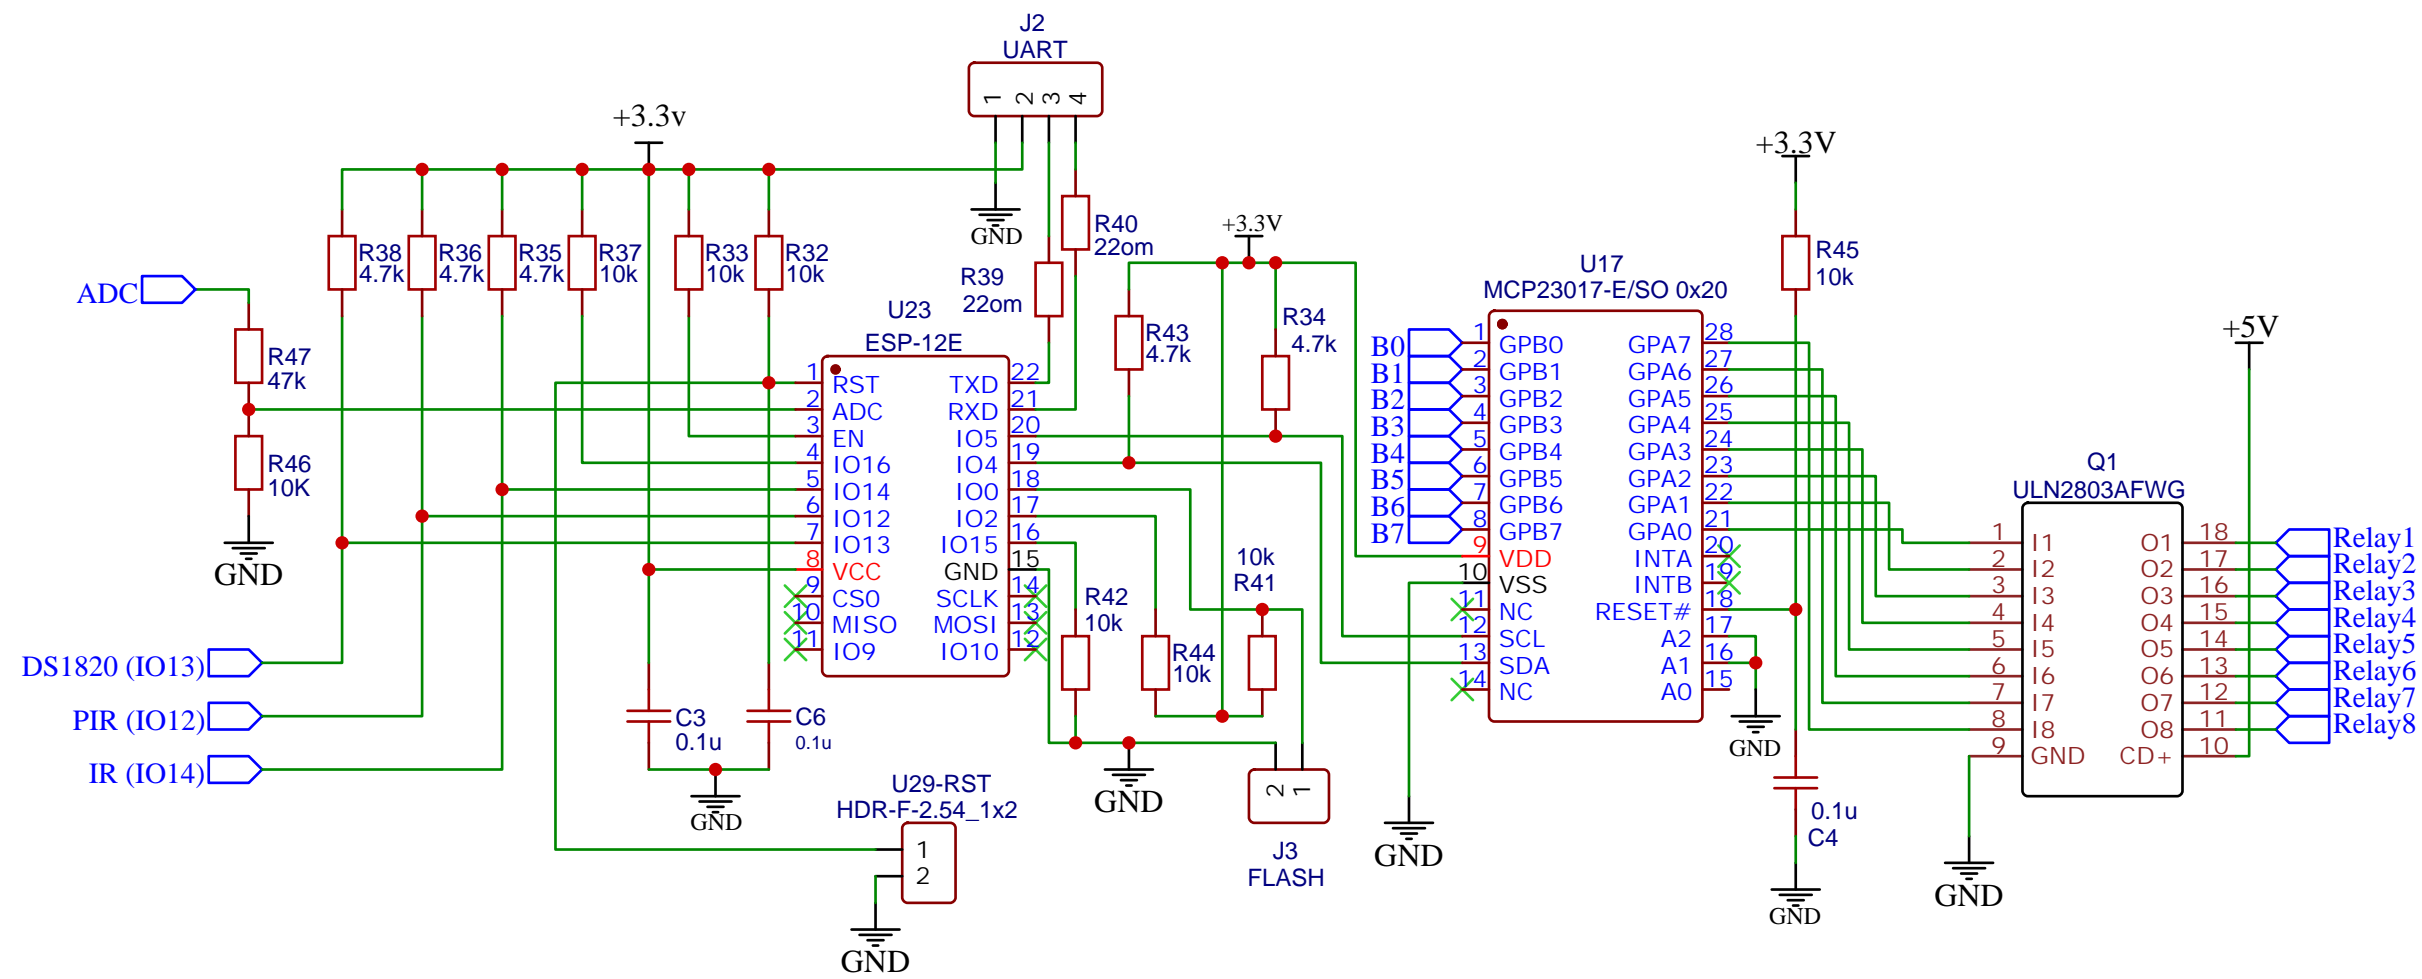 J2
UART
1
2
3
4
+3.3v
+3.3V
+3.3V
+5V
R38
4.7k
R36
4.7k
R35
4.7k
R37
10k
R33
10k
R32
10k
R40
22om
R39
22om
GND
ADC
R47
47k
R46
10K
GND
DS1820 (IO13)
PIR (IO12)
IR (IO14)
U23
ESP-12E
1 RST
2 ADC
3 EN
4 IO16
5 IO14
6 IO12
7 IO13
8 VCC
9 CS0
10 MISO
11 IO9
TXD 22
RXD 21
IO5 20
IO4 19
IO0 18
IO2 17
IO15 16
GND 15
SCLK 14
MOSI 13
IO10 12
C3
0.1u
C6
0.1u
GND
U29-RST
HDR-F-2.54_1x2
1
2
GND
R43
4.7k
R34
4.7k
R42
10k
R44
10k
10k
R41
GND
2
1
J3
FLASH
U17
MCP23017-E/SO 0x20
B0
B1
B2
B3
B4
B5
B6
B7
1 GPB0
2 GPB1
3 GPB2
4 GPB3
5 GPB4
6 GPB5
7 GPB6
8 GPB7
9 VDD
10 VSS
11 NC
12 SCL
13 SDA
14 NC
GPA7 28
GPA6 27
GPA5 26
GPA4 25
GPA3 24
GPA2 23
GPA1 22
GPA0 21
INTA 20
INTB 19
RESET# 18
A2 17
A1 16
A0 15
GND
GND
R45
10k
0.1u
C4
GND
Q1
ULN2803AFWG
1 I1
2 I2
3 I3
4 I4
5 I5
6 I6
7 I7
8 I8
9 GND
O1 18
O2 17
O3 16
O4 15
O5 14
O6 13
O7 12
O8 11
CD+ 10
Relay1
Relay2
Relay3
Relay4
Relay5
Relay6
Relay7
Relay8
GND